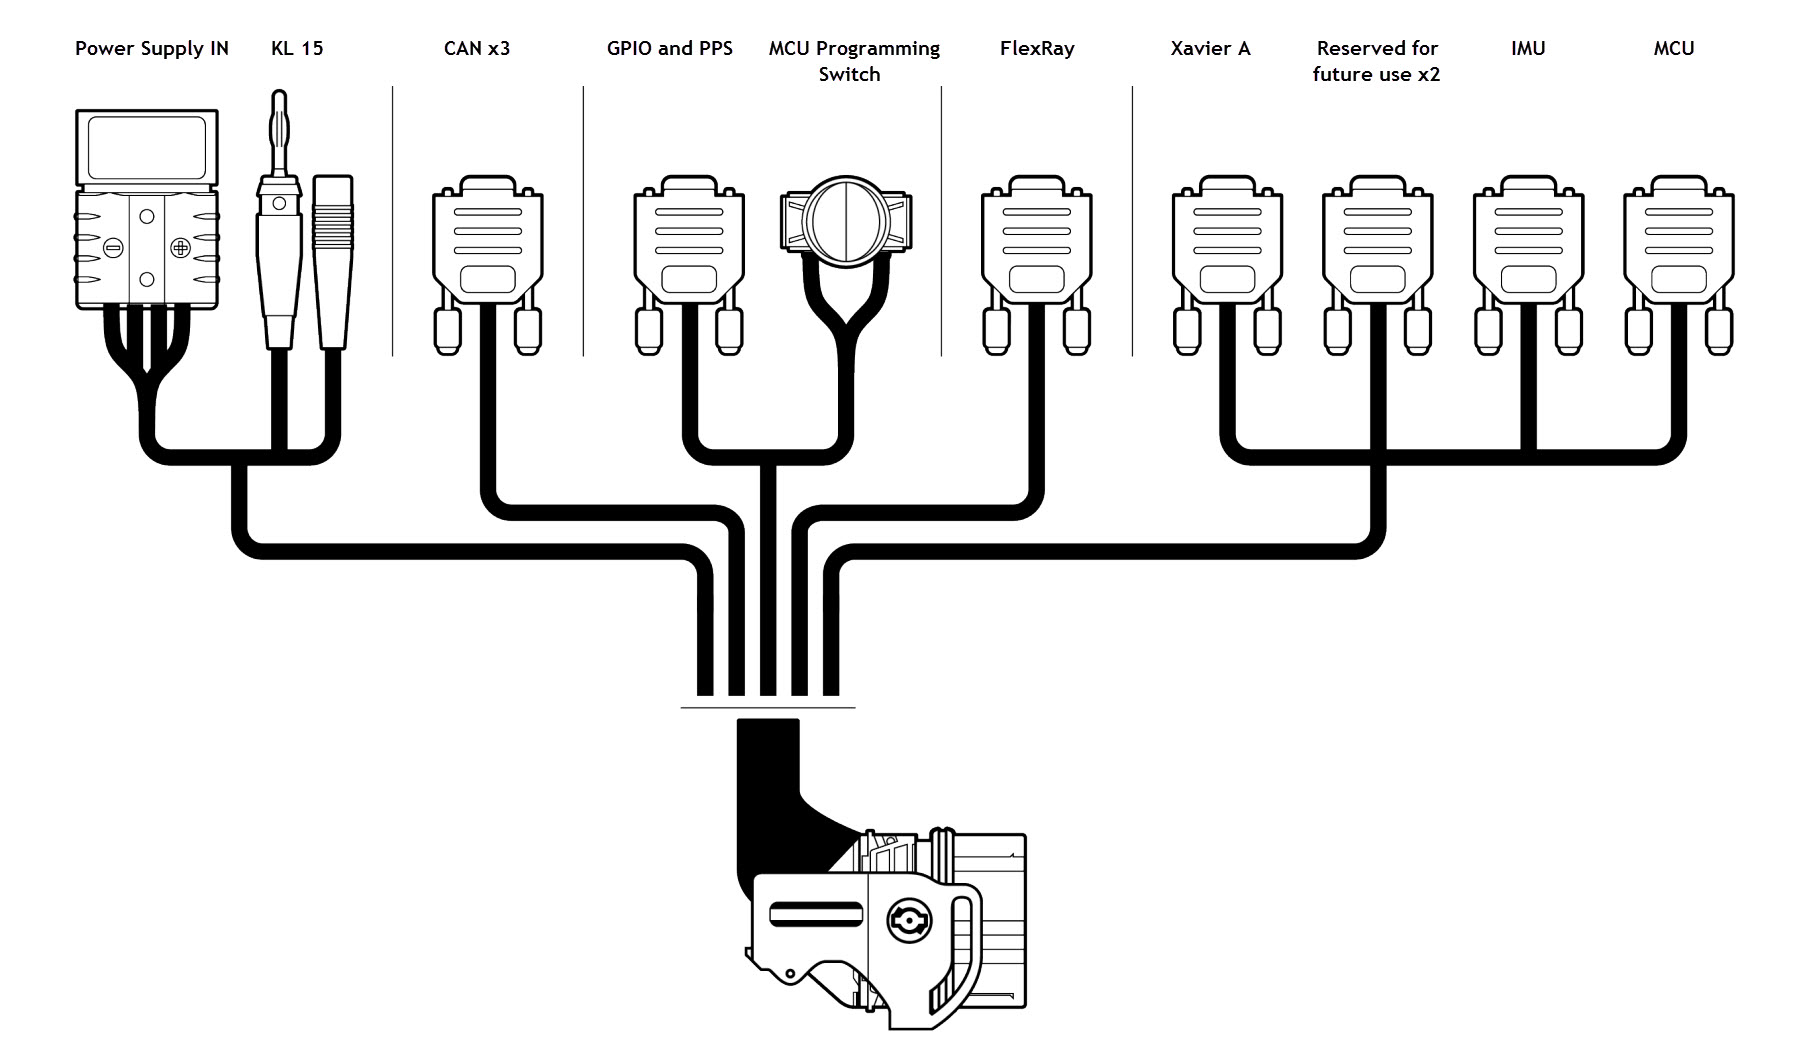 Power Supply IN
KL 15
CAN x3
GPIO and PPS
MCU Programming
Switch
FlexRay
Xavier A
Reserved for
future use x2
IMU
MCU